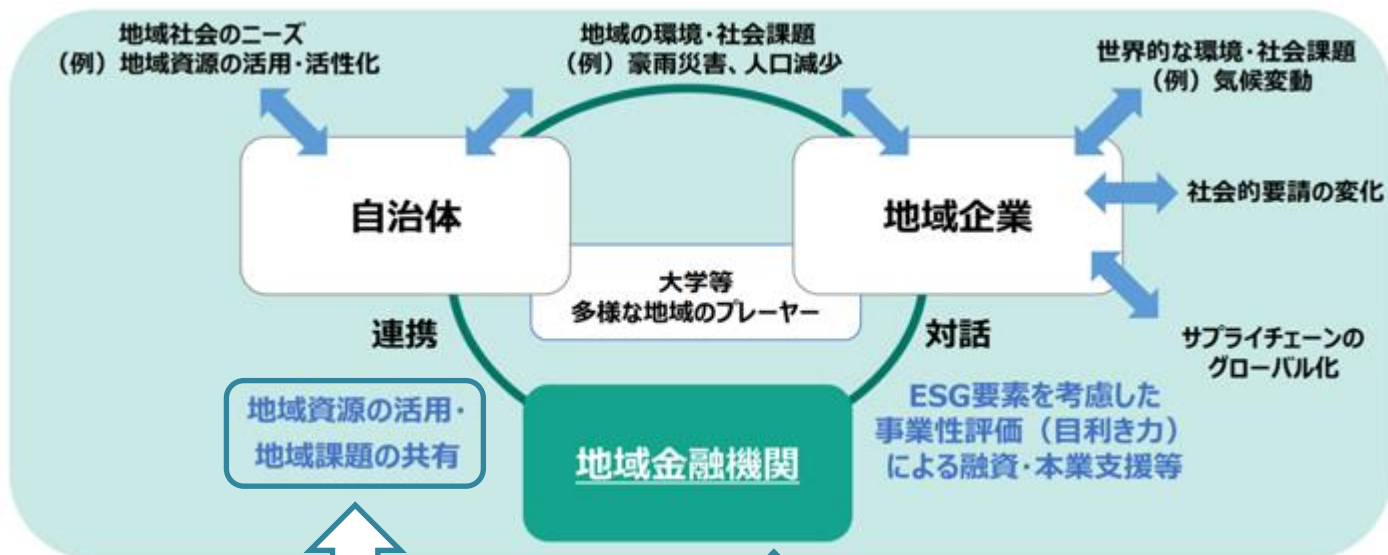 地域社会のニーズ
（例）地域資源の活用・活性化
地域の環境・社会課題
（例）豪雨災害、人口減少
世界的な環境・社会課題
（例）気候変動
自治体
地域企業
社会的要請の変化
大学等
多様な地域のプレーヤー
連携
対話
サプライチェーンの
グローバル化
地域資源の活用・
地域課題の共有
地域金融機関
ESG要素を考慮した
事業性評価（目利き力）
による融資・本業支援等